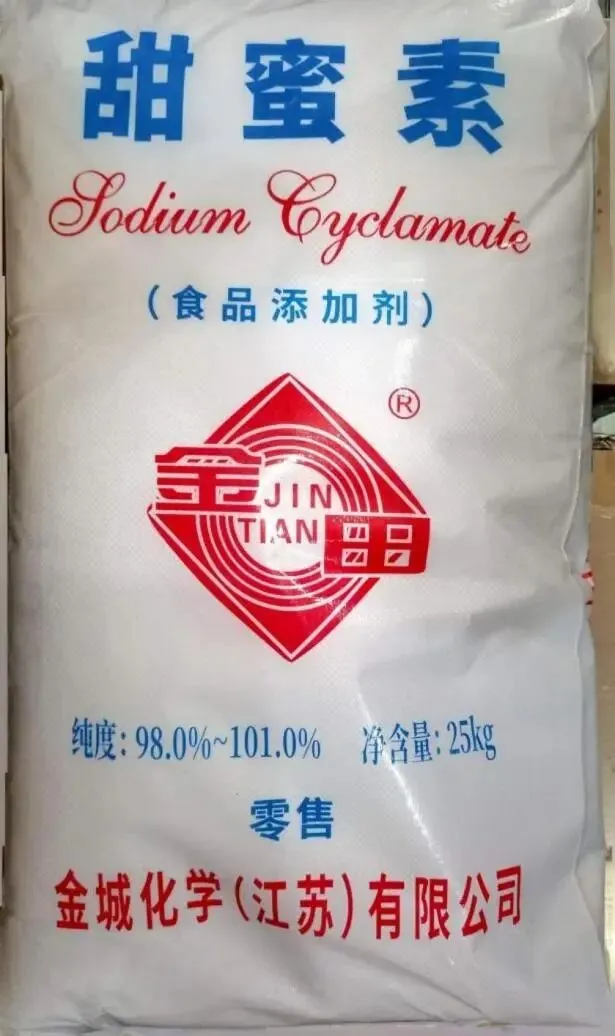 甜蜜素
Sodium Cyclamate
(食品添加剂)
®
金 JIN
TIAN 田
纯度: 98.0%~101.0% 净含量: 25kg
零售
金城化学(江苏)有限公司